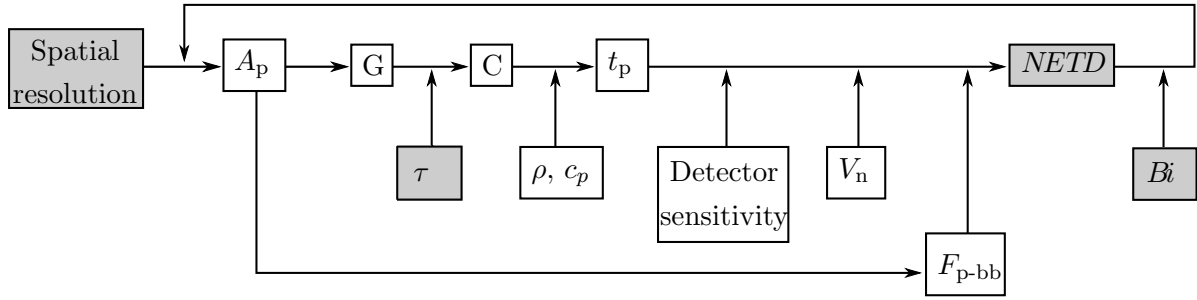 Spatial
resolution
A_p
G
C
t_p
NETD
τ
ρ, c_p
Detector
sensitivity
V_n
Bi
F_p-bb